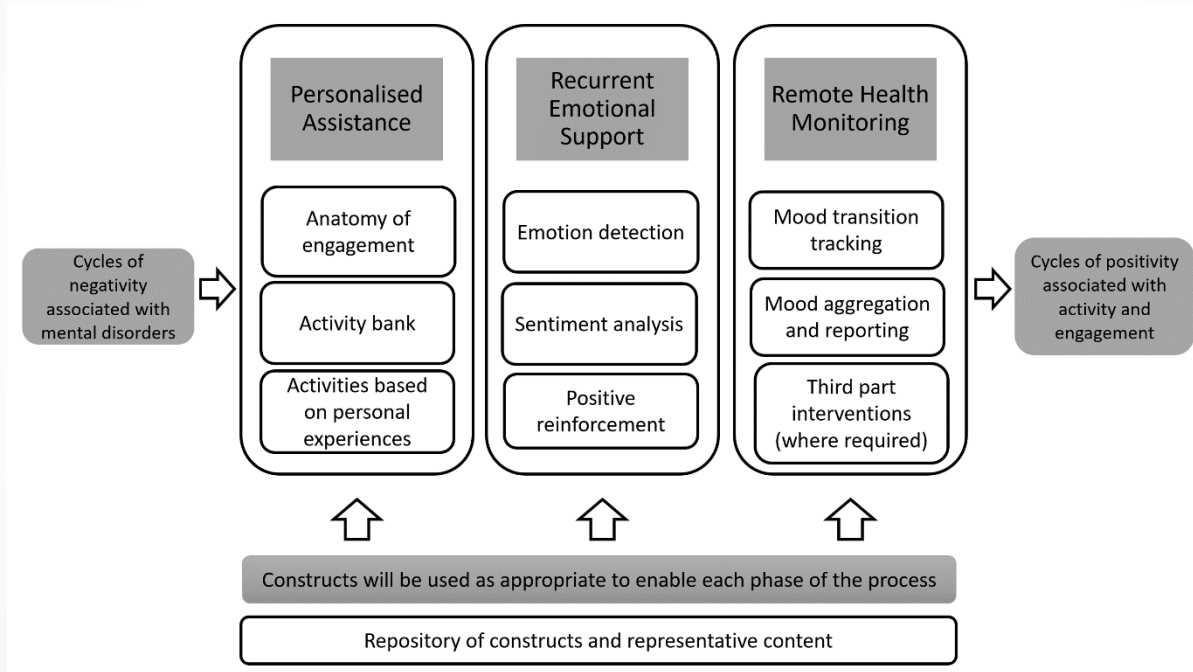 Cycles of
negativity
associated with
mental disorders
Personalised
Assistance
Anatomy of
engagement
Activity bank
Activities based
on personal
experiences
Recurrent
Emotional
Support
Emotion detection
Sentiment analysis
Positive
reinforcement
Remote Health
Monitoring
Mood transition
tracking
Mood aggregation
and reporting
Third part
interventions
(where required)
Cycles of positivity
associated with
activity and
engagement
Constructs will be used as appropriate to enable each phase of the process
Repository of constructs and representative content